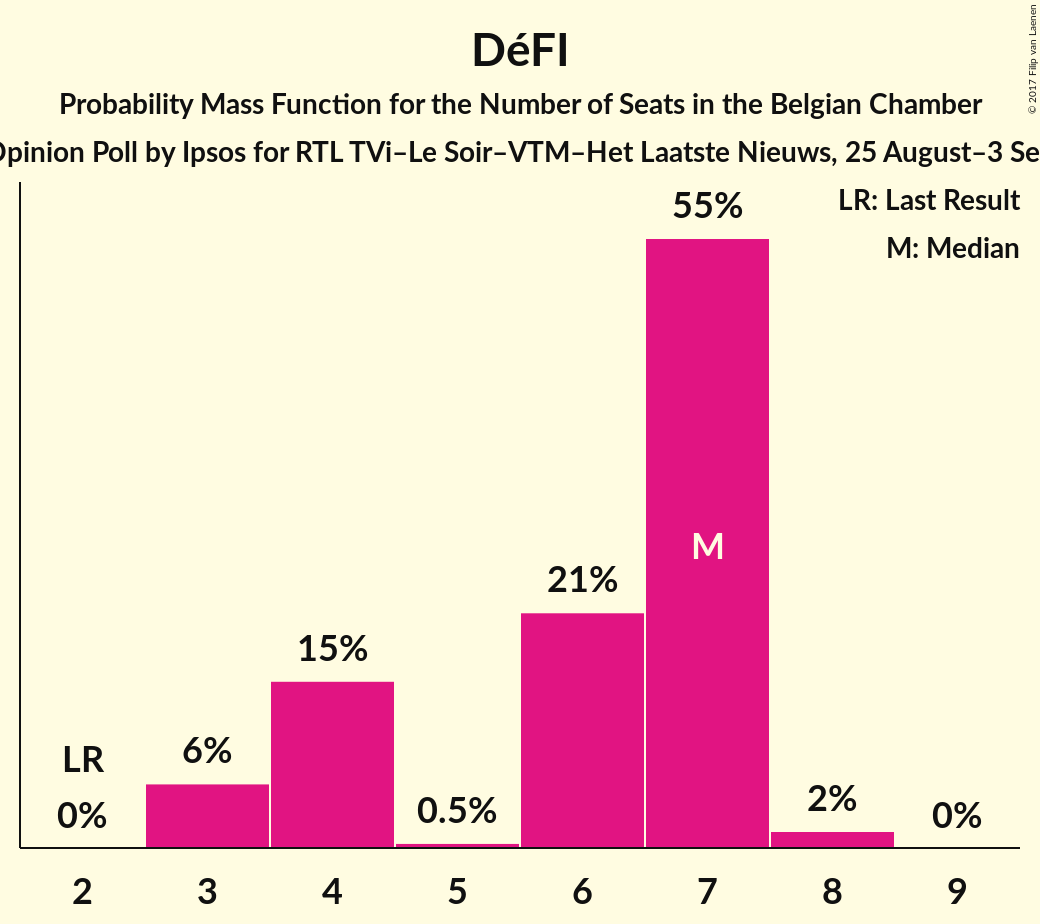 DéFI
Probability Mass Function for the Number of Seats in the Belgian Chamber
Opinion Poll by Ipsos for RTL TVi–Le Soir–VTM–Het Laatste Nieuws, 25 August–3 Se
© 2017 Filip van Laenen
LR: Last Result
M: Median
55%
M
21%
15%
LR
6%
0%
0.5%
2%
0%
2 3 4 5 6 7 8 9